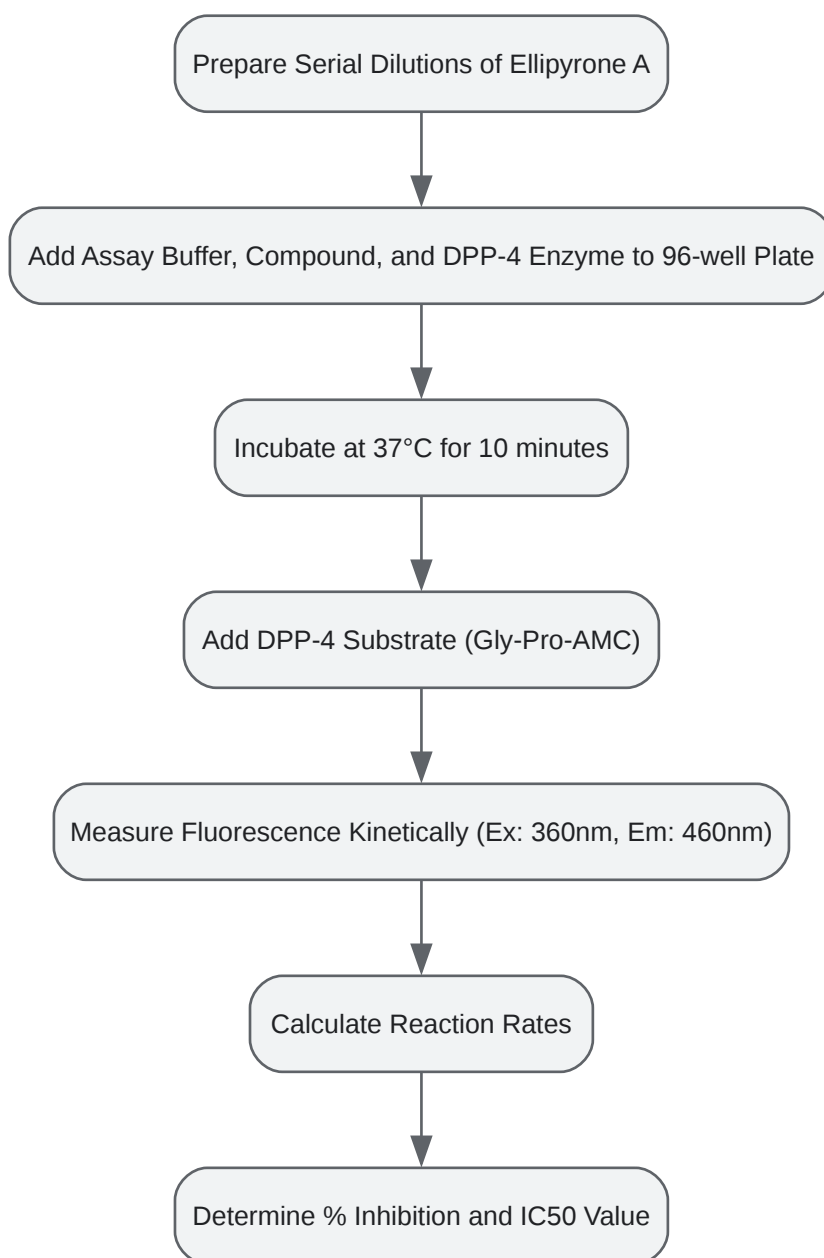 Prepare Serial Dilutions of Ellipyrone A
Add Assay Buffer, Compound, and DPP-4 Enzyme to 96-well Plate
Incubate at 37°C for 10 minutes
Add DPP-4 Substrate (Gly-Pro-AMC)
Measure Fluorescence Kinetically (Ex: 360nm, Em: 460nm)
Calculate Reaction Rates
Determine % Inhibition and IC50 Value